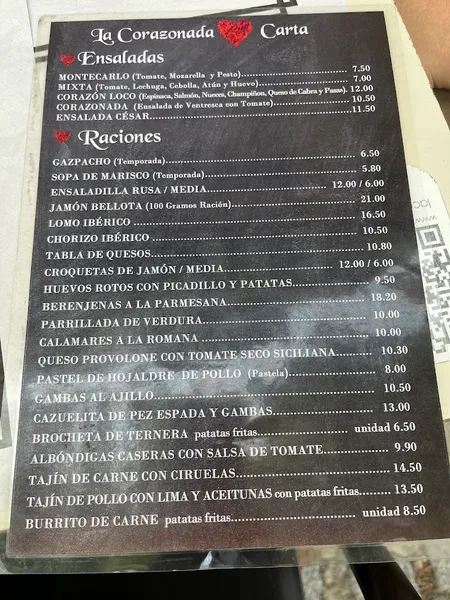 La Corazonada Carta
Ensaladas
MONTECARLO (Tomate, Mozarella y Pesto)........ 7.50
MIXTA (Tomate, Lechuga, Cebolla, Atún y Huevo)........ 7.00
CORAZÓN LOCO (Espinaca, Salmón, Nueces, Champiñon, Queso de Cabra y Pasas). 12.00
CORAZONADA (Ensalada de Ventresca con Tomate)........ 10.50
ENSALADA CÉSAR........11.50
Raciones
GAZPACHO (Temporada)........ 6.50
SOPA DE MARISCO (Temporada)........ 5.80
ENSALADILLA RUSA / MEDIA........ 12.00 / 6.00
JAMÓN BELLOTA (100 Gramos Ración)........ 21.00
LOMO IBÉRICO ........ 16.50
CHORIZO IBÉRICO ........ 10.50
TABLA DE QUESOS........ 10.80
CROQUETAS DE JAMÓN / MEDIA........ 12.00 / 6.00
HUEVOS ROTOS CON PICADILLO Y PATATAS........ 9.50
BERENJENAS A LA PARMESANA........ 18.20
PARRILLADA DE VERDURA........ 10.00
CALAMARES A LA ROMANA ........ 10.00
QUESO PROVOLONE CON TOMATE SECO SICILIANA........ 10.30
PASTEL DE HOJALDRE DE POLLO (Pastela)........ 8.00
GAMBAS AL AJILLO........ 10.50
CAZUELITA DE PEZ ESPADA Y GAMBAS........ 13.00
BROCHETA DE TERNERA patatas fritas........ unidad 6.50
ALBÓNDIGAS CASERAS CON SALSA DE TOMATE........ 9.90
TAJÍN DE CARNE CON CIRUELAS........ 14.50
TAJÍN DE POLLO CON LIMA Y ACEITUNAS con patatas fritas........ 13.50
BURRITO DE CARNE patatas fritas........ unidad 8.50